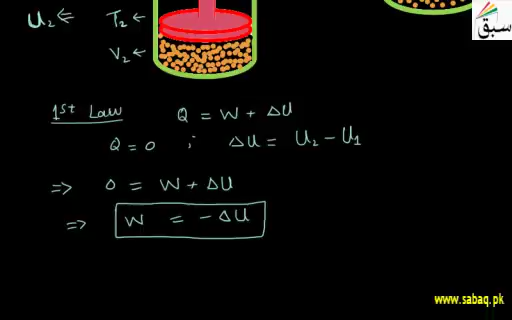 U₂ ← T₂ ←
V₂ ←
سبق
1st Law Q = W + ΔU
Q = 0 ; ΔU = U₂ - U₁
=> 0 = W + ΔU
=> W = - ΔU
www.sabaq.pk